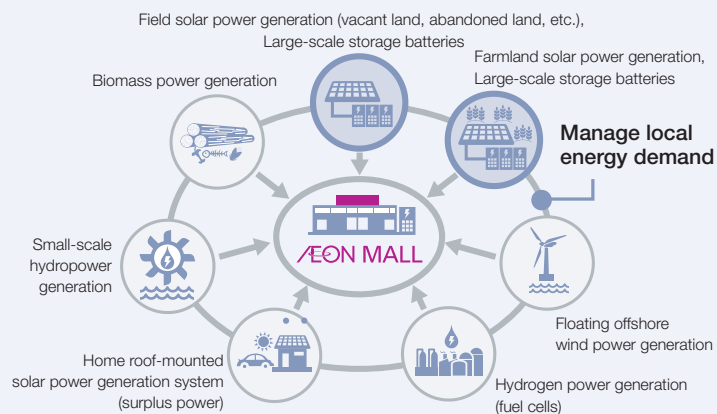 Field solar power generation (vacant land, abandoned land, etc.),
Large-scale storage batteries
Farmland solar power generation,
Large-scale storage batteries
Biomass power generation
Manage local
energy demand
ÆON MALL
Small-scale
hydropower
generation
Floating offshore
wind power generation
Home roof-mounted
solar power generation system
(surplus power)
Hydrogen power generation
(fuel cells)